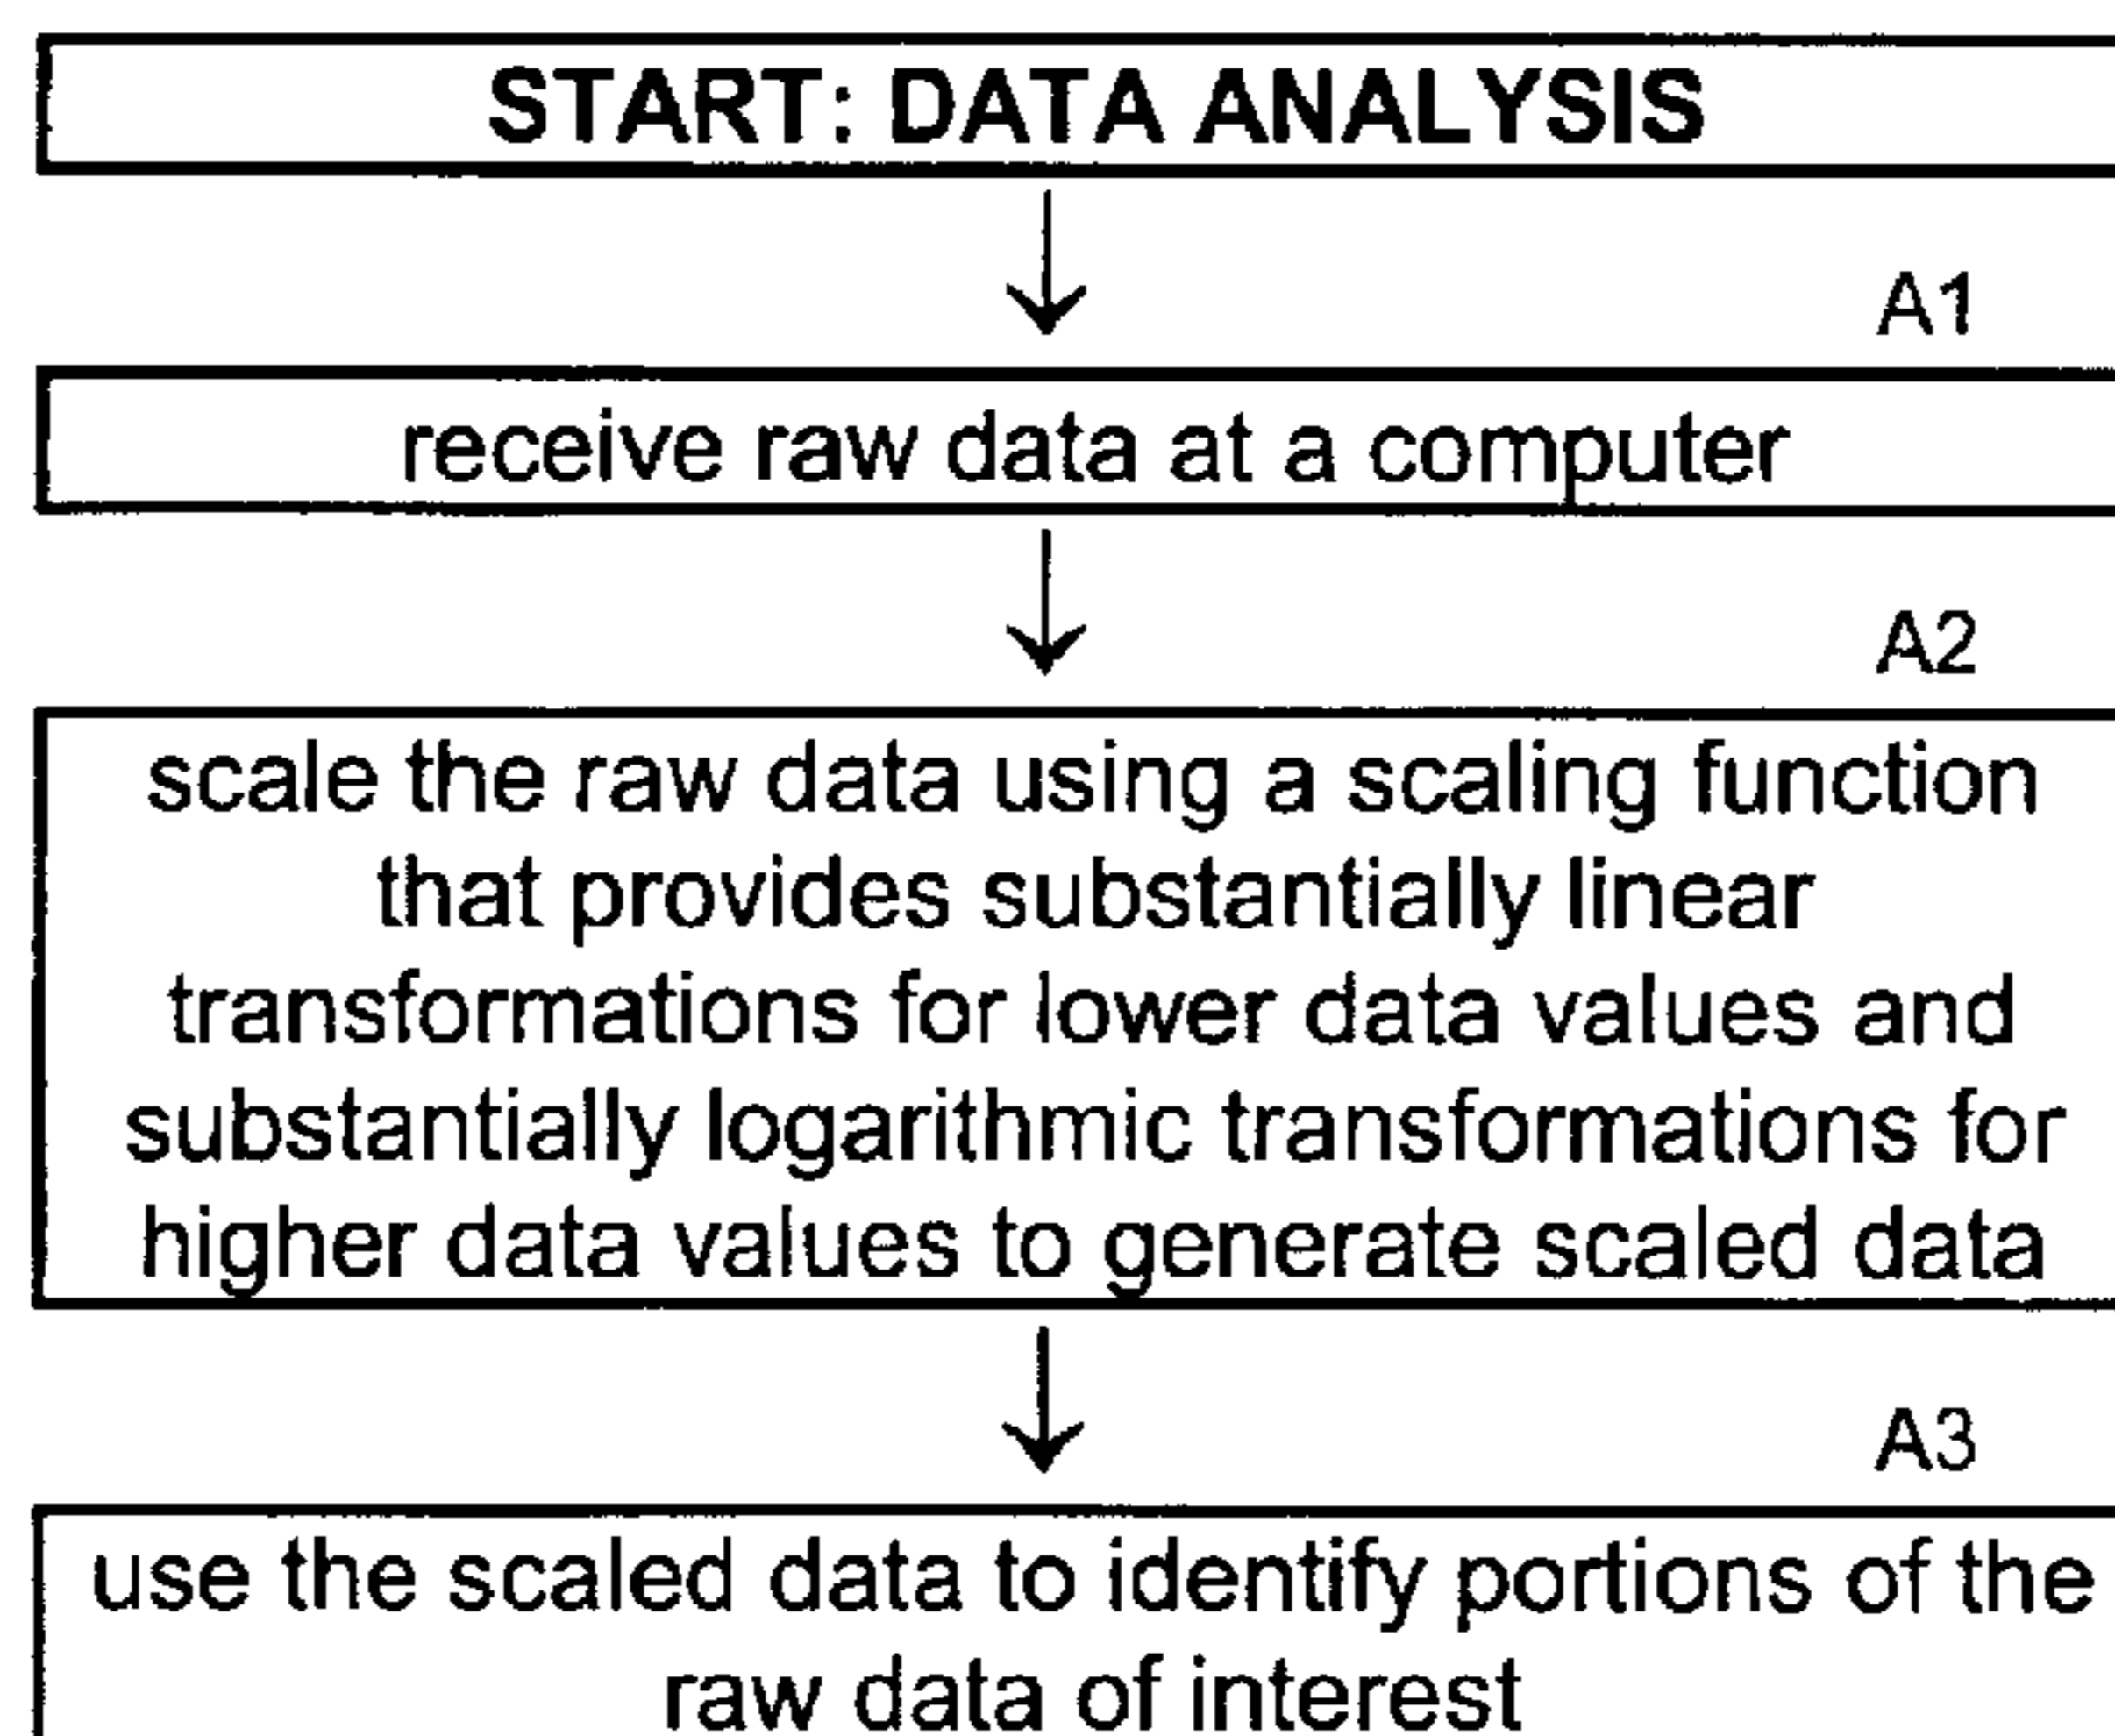 START: DATA ANALYSIS
A1
receive raw data at a computer
A2
scale the raw data using a scaling function
that provides substantially linear
transformations for lower data values and
substantially logarithmic transformations for
higher data values to generate scaled data
A3
use the scaled data to identify portions of the
raw data of interest